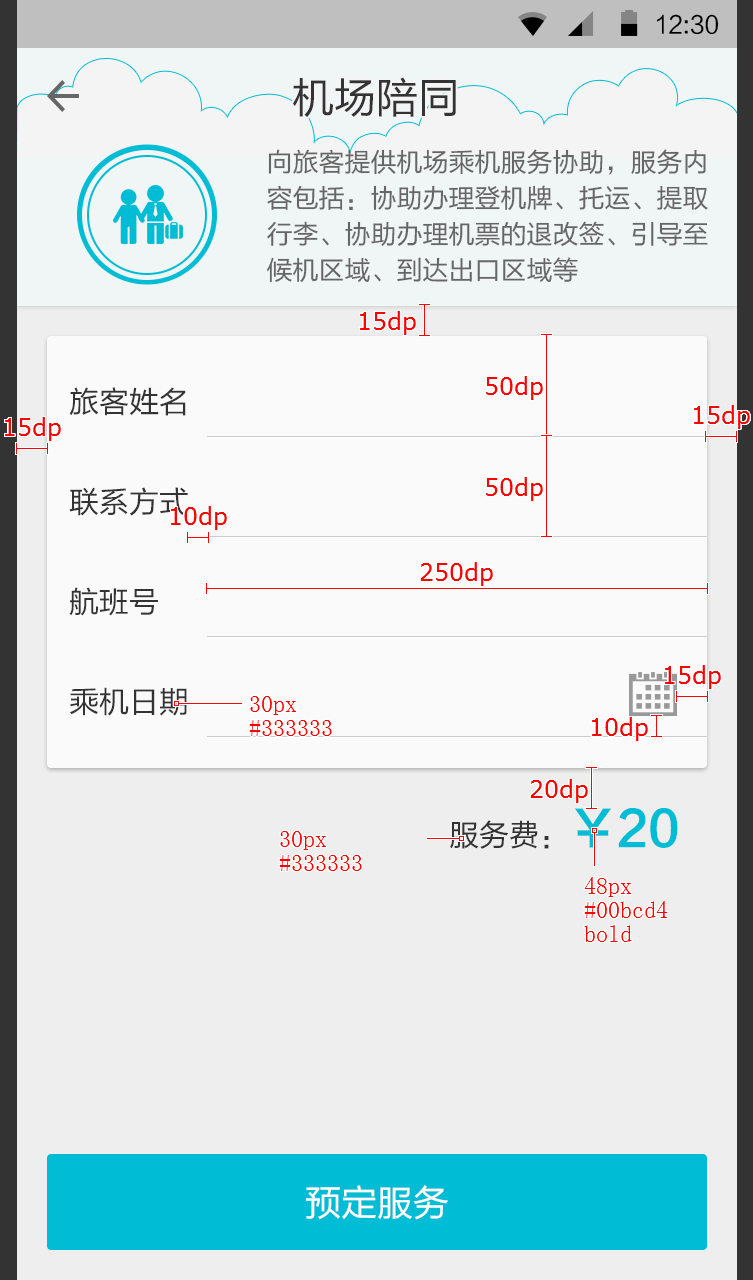 12:30
机场陪同
向旅客提供机场乘机服务协助，服务内
容包括：协助办理登机牌、托运、提取
行李、协助办理机票的退改签、引导至
候机区域、到达出口区域等
15dp
50dp
旅客姓名
15dp
15dp
50dp
联系方式
10dp
250dp
航班号
15dp
乘机日期
30px
#333333
10dp
20dp
服务费：¥20
30px
#333333
48px
#00bcd4
bold
预定服务